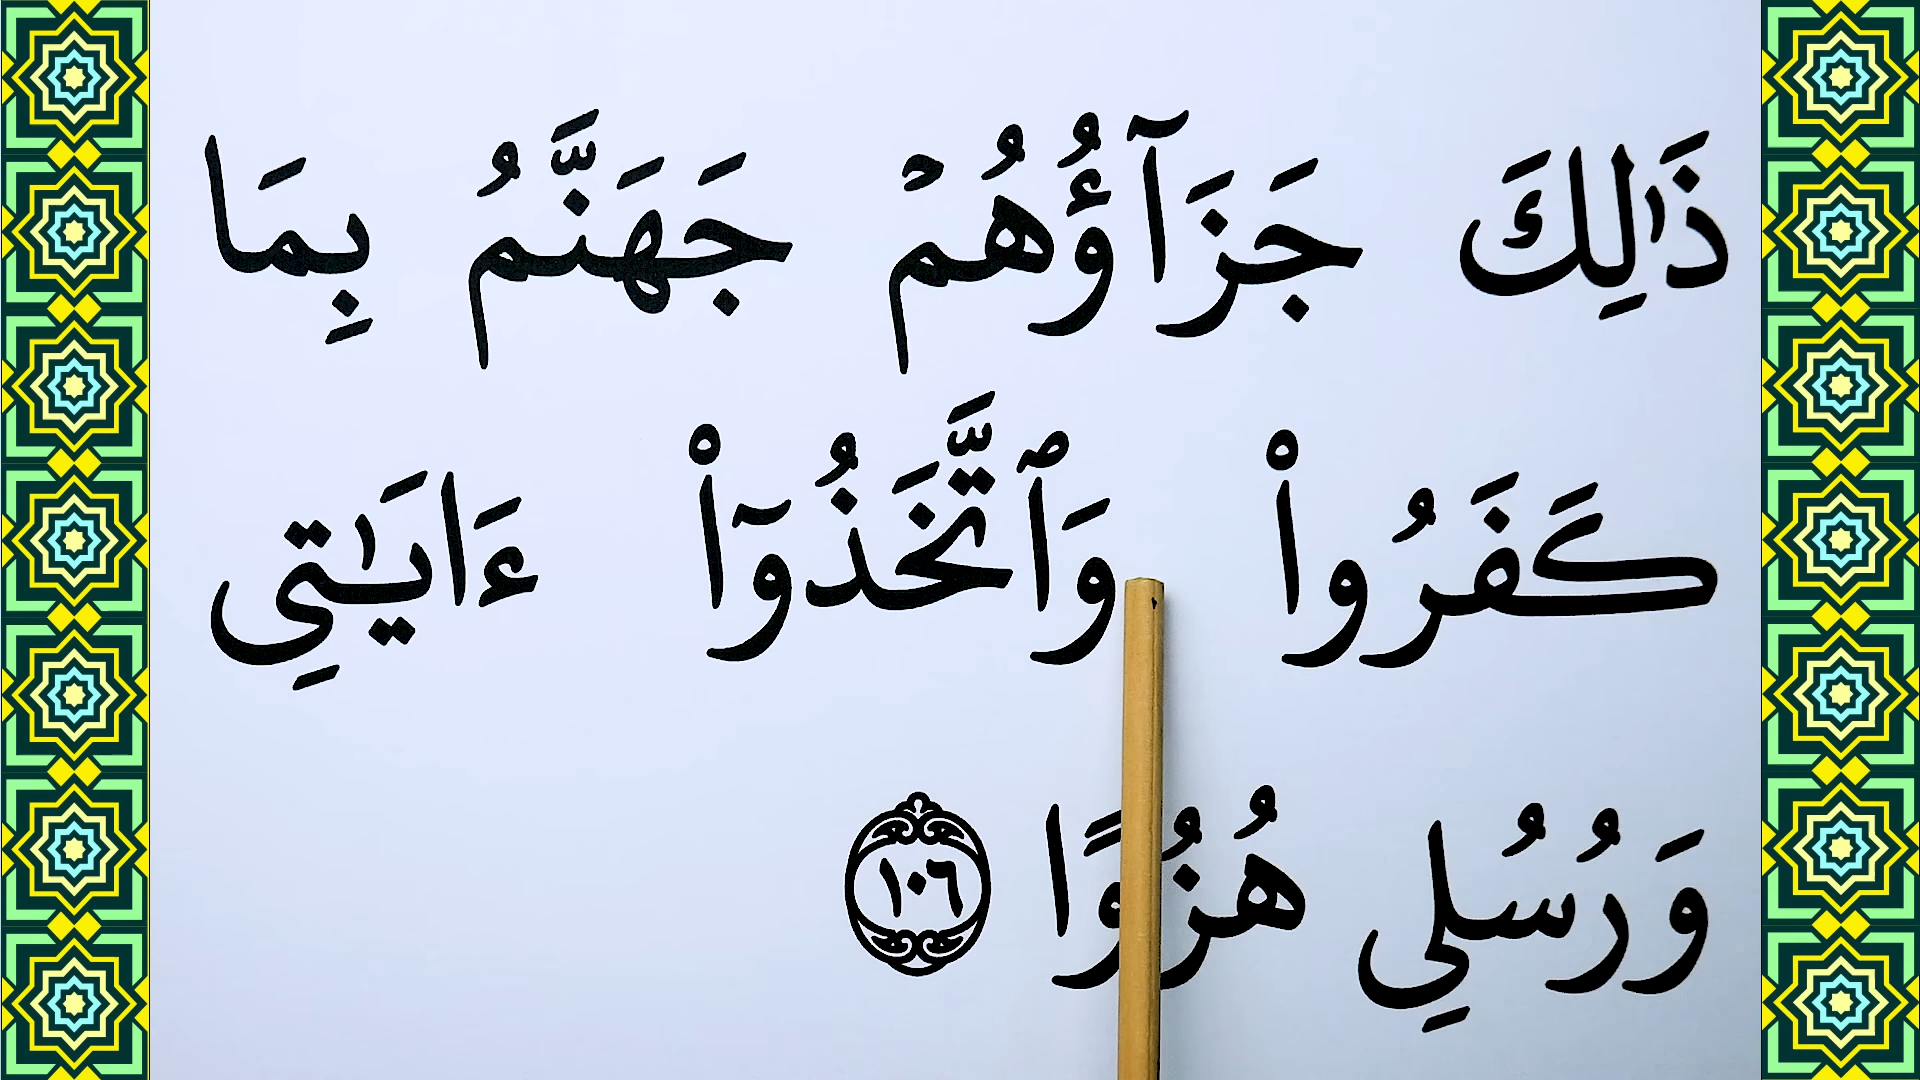 ذَٰلِكَ جَزَآؤُهُمْ جَهَنَّمُ بِمَا
كَفَرُوا۟ وَٱتَّخَذُوٓا۟ ءَايَـٰتِى
وَرُسُلِي هُزُوًا ١٠٦